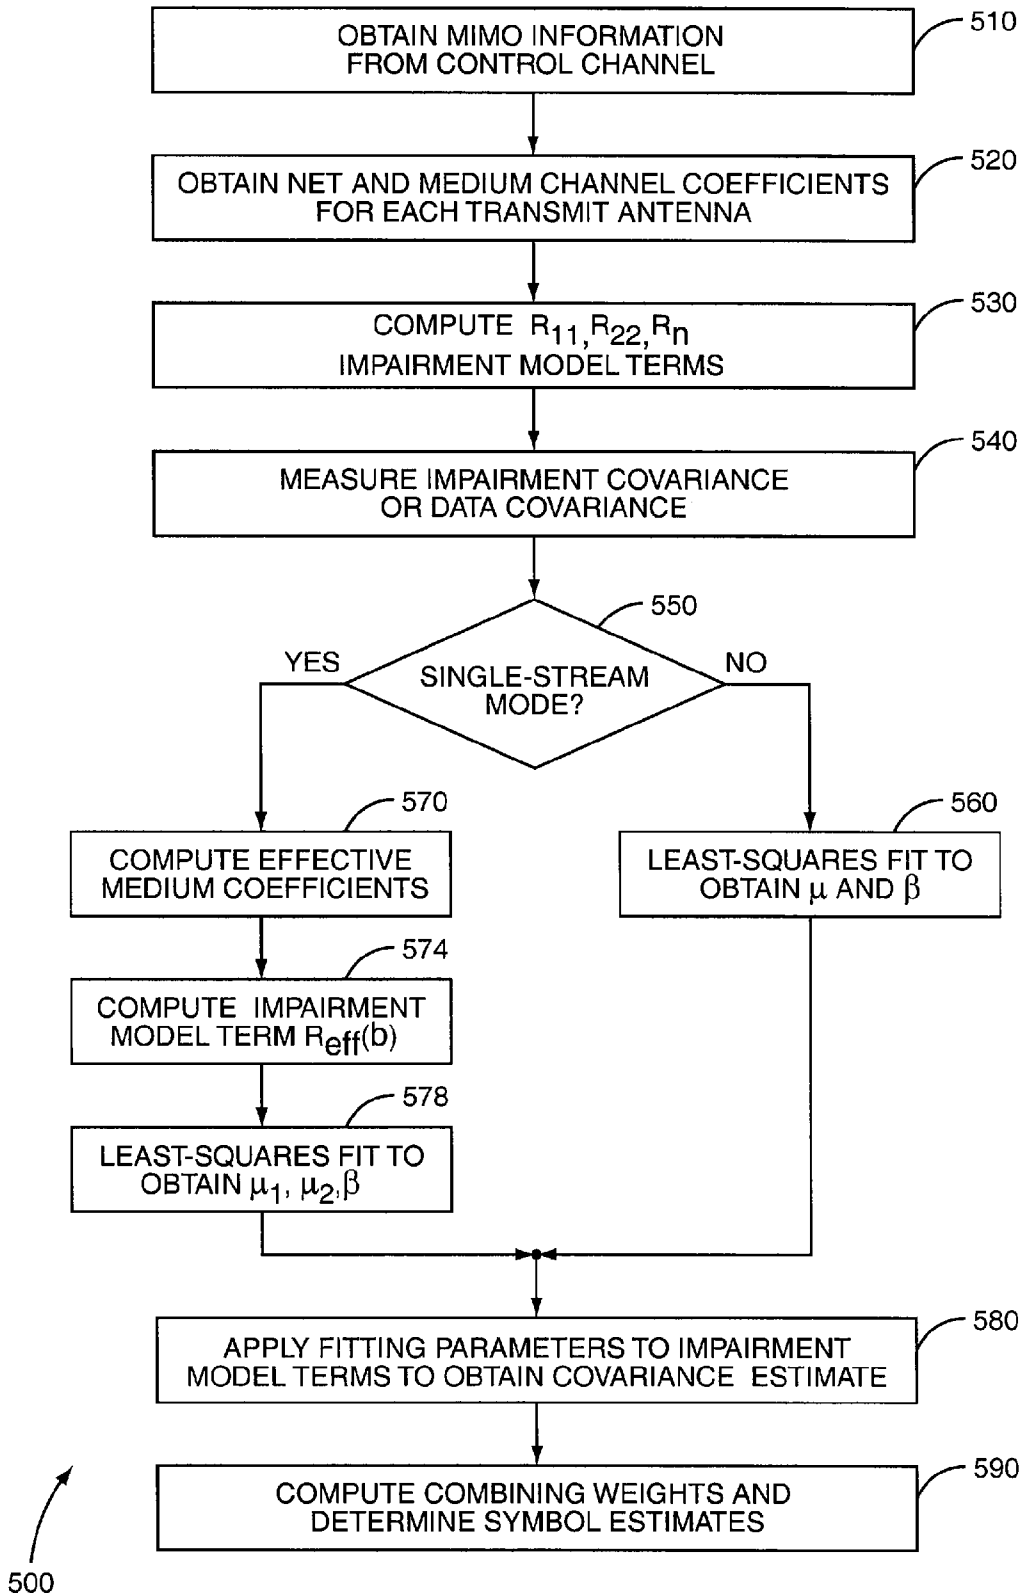 510
OBTAIN MIMO INFORMATION
FROM CONTROL CHANNEL
520
OBTAIN NET AND MEDIUM CHANNEL COEFFICIENTS
FOR EACH TRANSMIT ANTENNA
530
COMPUTE R11,R22,Rn
IMPAIRMENT MODEL TERMS
540
MEASURE IMPAIRMENT COVARIANCE
OR DATA COVARIANCE
550
YES
NO
SINGLE-STREAM
MODE?
570
COMPUTE EFFECTIVE
MEDIUM COEFFICIENTS
560
LEAST-SQUARES FIT TO
OBTAIN μ AND β
574
COMPUTE IMPAIRMENT
MODEL TERM Reff(b)
578
LEAST-SQUARES FIT TO
OBTAIN μ1, μ2,β
580
APPLY FITTING PARAMETERS TO IMPAIRMENT
MODEL TERMS TO OBTAIN COVARIANCE ESTIMATE
590
COMPUTE COMBINING WEIGHTS AND
DETERMINE SYMBOL ESTIMATES
500